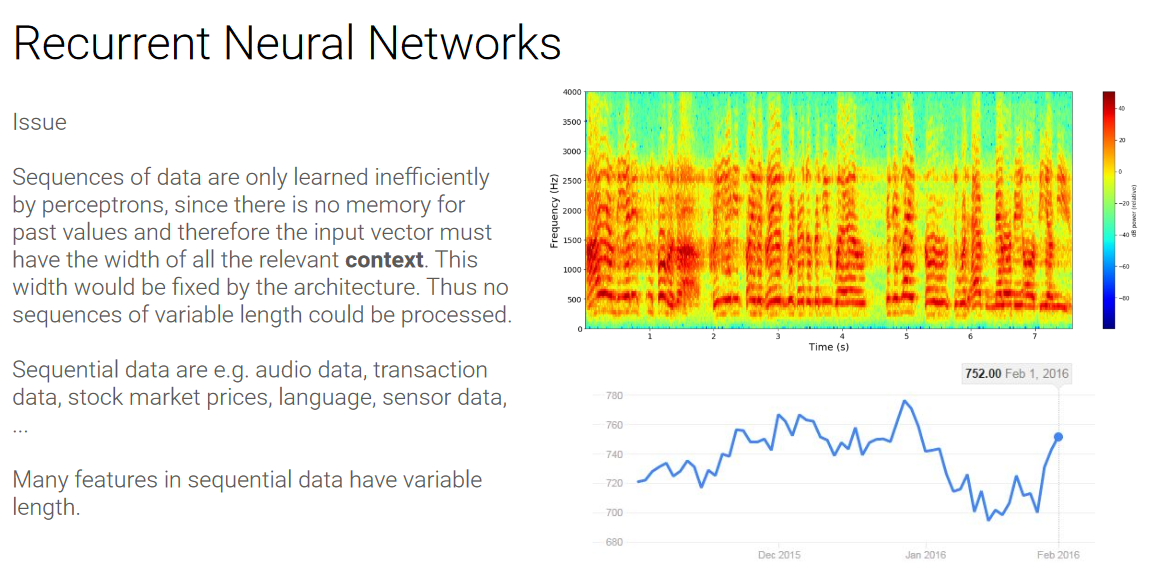 Recurrent Neural Networks
Issue
Sequences of data are only learned inefficiently
by perceptrons, since there is no memory for
past values and therefore the input vector must
have the width of all the relevant context. This
width would be fixed by the architecture. Thus no
sequences of variable length could be processed.
Sequential data are e.g. audio data, transaction
data, stock market prices, language, sensor data,
...
Many features in sequential data have variable
length.
4000
3500
3000
2500
2000
1500
1000
500
0
Frequency (Hz)
1 2 3 4 5 6 7
Time (s)
40
20
0
−20
−40
−60
−80
dB power (relative)
752.00 Feb 1, 2016
780
760
740
720
700
680
Dec 2015 Jan 2016 Feb 2016